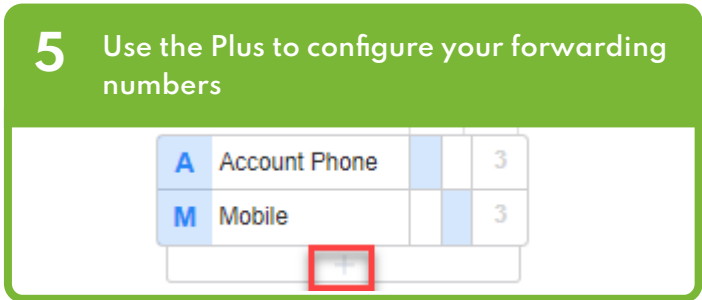 5 Use the Plus to configure your forwarding
numbers
A Account Phone 3
M Mobile 3
+